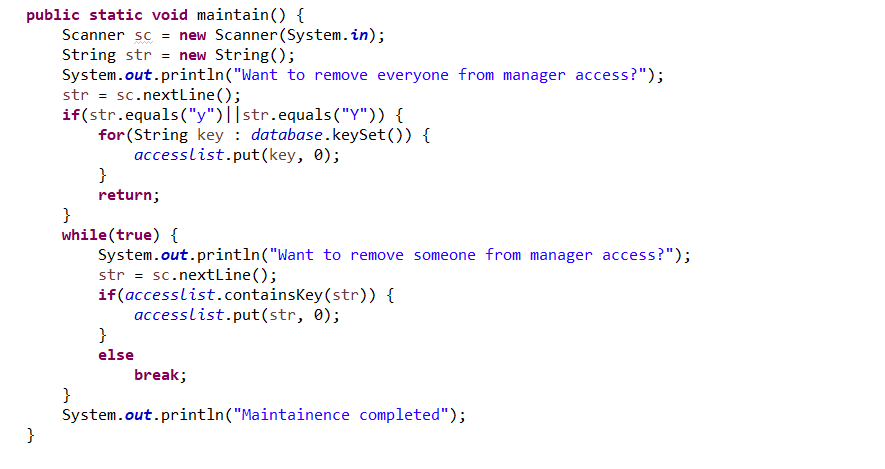 public static void maintain() {
    Scanner sc = new Scanner(System.in);
    String str = new String();
    System.out.println("Want to remove everyone from manager access?");
    str = sc.nextLine();
    if(str.equals("y")||str.equals("Y")) {
        for(String key : database.keySet()) {
            accesslist.put(key, 0);
        }
        return;
    }
    while(true) {
        System.out.println("Want to remove someone from manager access?");
        str = sc.nextLine();
        if(accesslist.containsKey(str)) {
            accesslist.put(str, 0);
        }
        else
            break;
    }
    System.out.println("Maintainence completed");
}